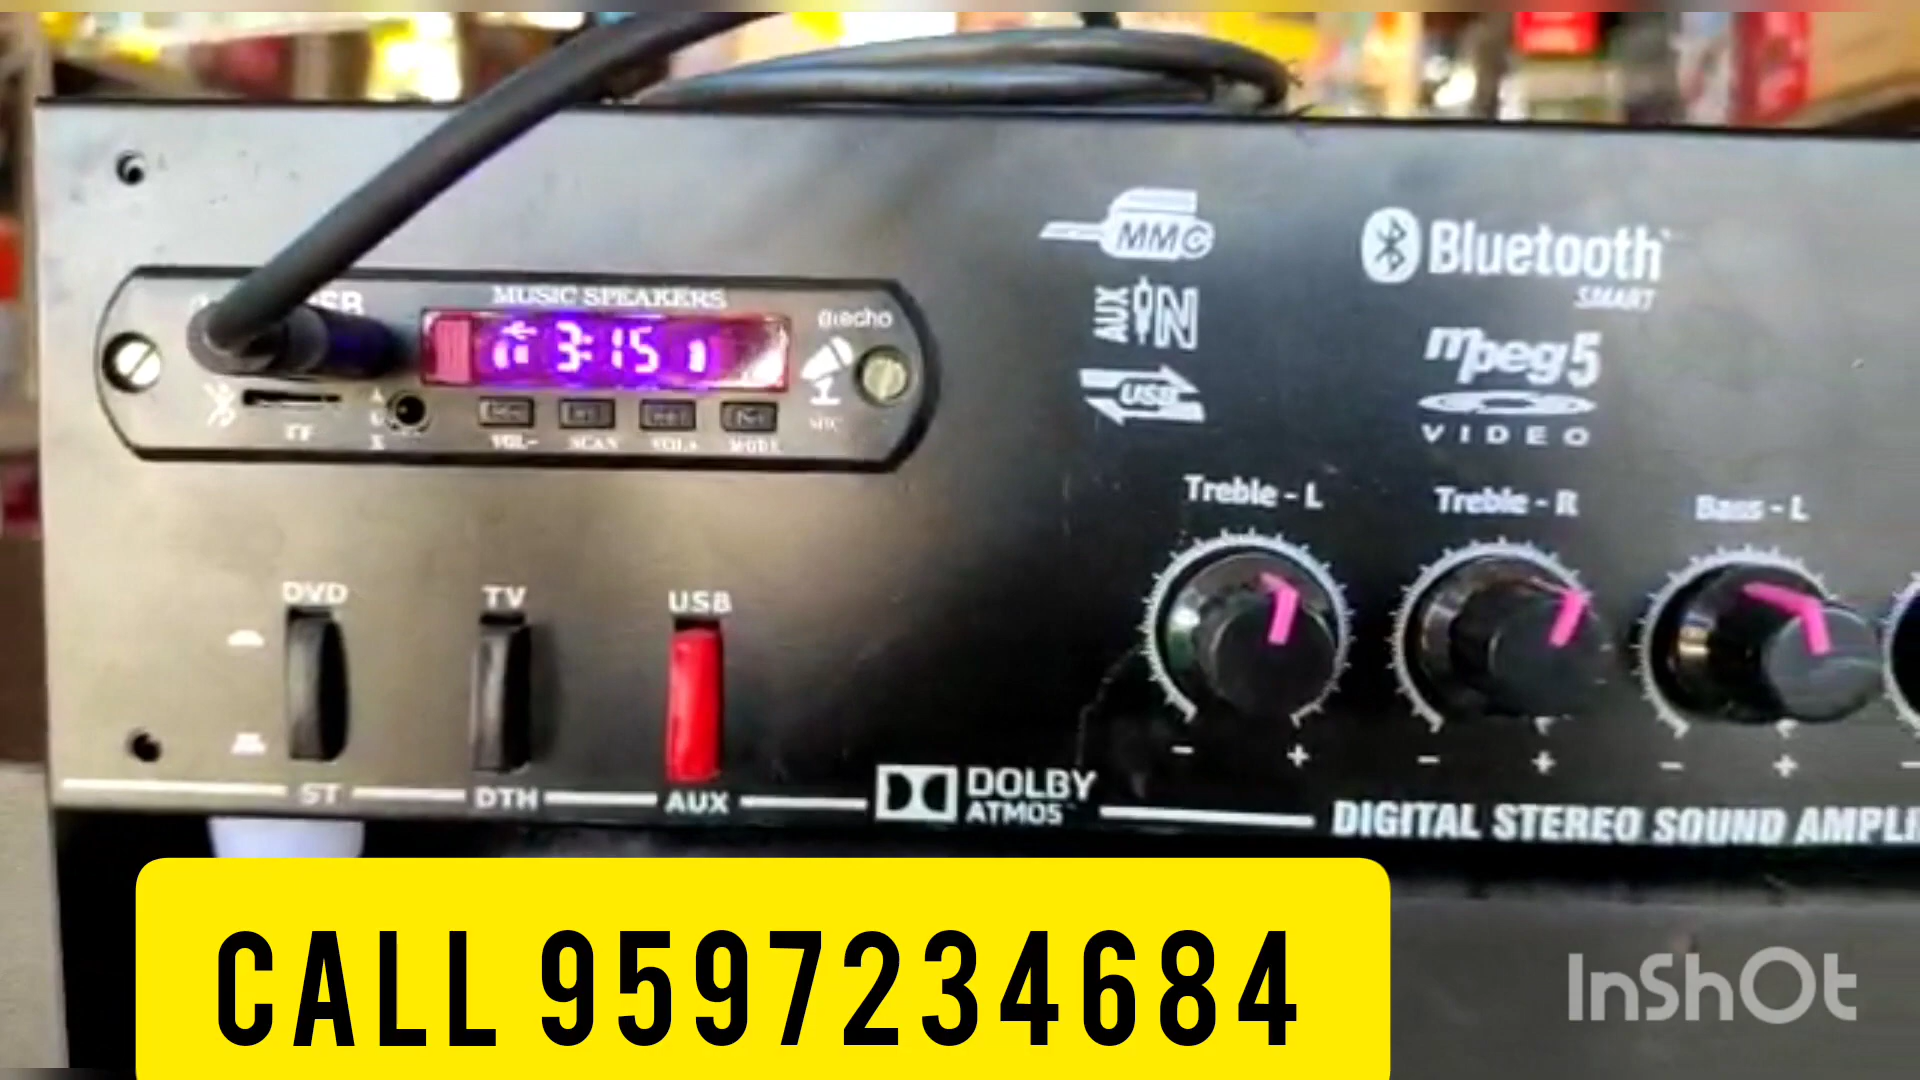 MUSIC SPEAKERS
3:15
echo
TF
AUX
VOL-
SCAN
VOL+
MODE
MIC
MMC
AUX IN
USB
Bluetooth
SMART
mpeg5
VIDEO
Treble - L
Treble - R
Bass - L
DVD
TV
USB
- +
- +
- +
ST
DTH
AUX
DOLBY
ATMOS
DIGITAL STEREO SOUND AMPLI
CALL 9597234684
InShOt